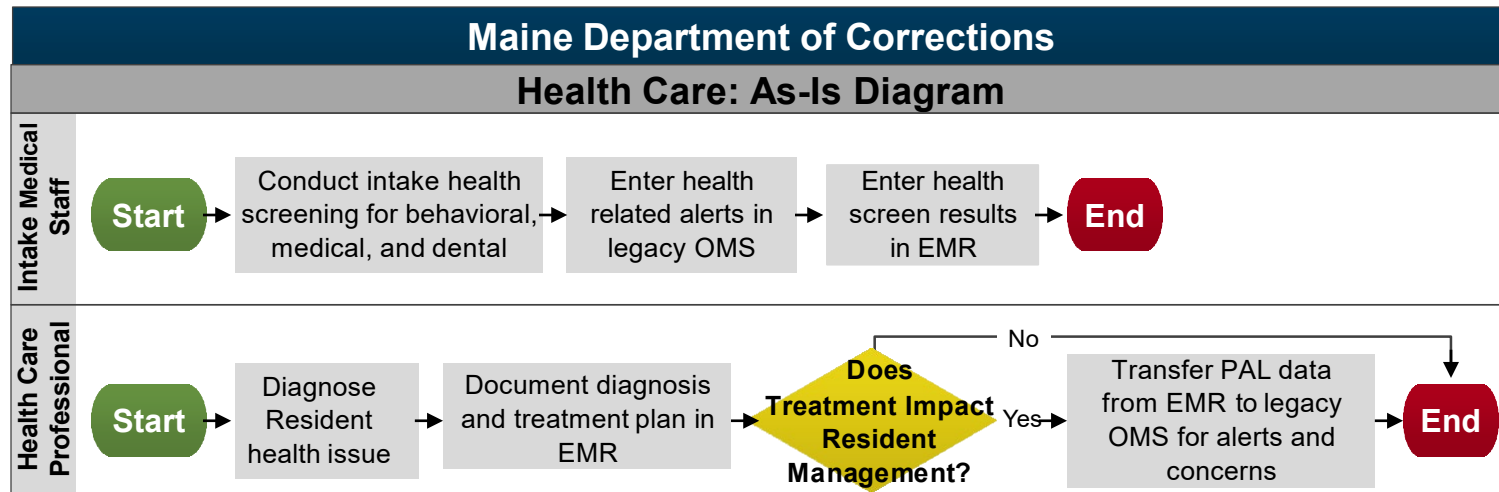 Maine Department of Corrections
Health Care: As-Is Diagram
Intake Medical
Staff
Start
Conduct intake health
screening for behavioral,
medical, and dental
Enter health
related alerts in
legacy OMS
Enter health
screen results
in EMR
End
Health Care
Professional
Start
Diagnose
Resident
health issue
Document diagnosis
and treatment plan in
EMR
Does
Treatment Impact
Resident
Management?
No
Yes
Transfer PAL data
from EMR to legacy
OMS for alerts and
concerns
End